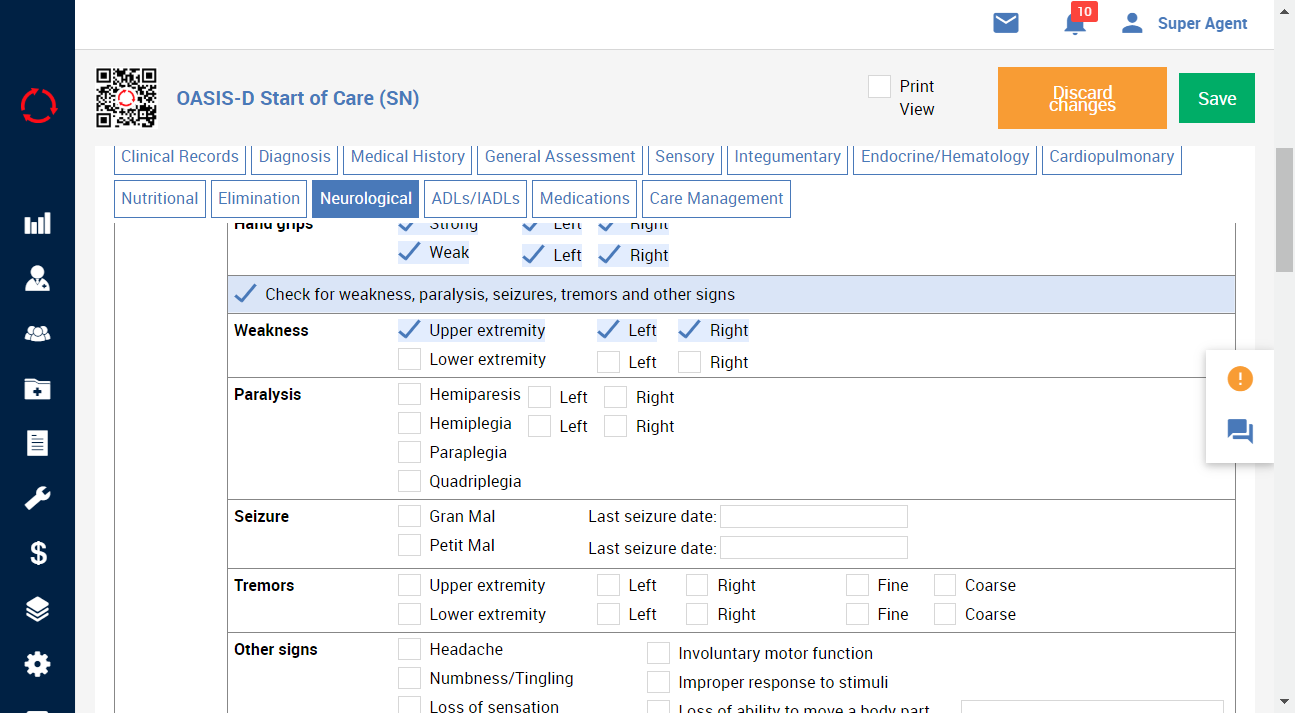 10
Super Agent
OASIS-D Start of Care (SN)
Print
View
Discard
changes
Save
Clinical Records Diagnosis Medical History General Assessment Sensory Integumentary Endocrine/Hematology Cardiopulmonary
Nutritional Elimination Neurological ADLs/IADLs Medications Care Management
Hand grips Strong Left Right
Weak Left Right
Check for weakness, paralysis, seizures, tremors and other signs
Weakness Upper extremity Left Right
Lower extremity Left Right
Paralysis Hemiparesis Left Right
Hemiplegia Left Right
Paraplegia
Quadriplegia
Seizure Gran Mal Last seizure date:
Petit Mal Last seizure date:
Tremors Upper extremity Left Right Fine Coarse
Lower extremity Left Right Fine Coarse
Other signs Headache Involuntary motor function
Numbness/Tingling Improper response to stimuli
Loss of sensation Loss of ability to move a body part